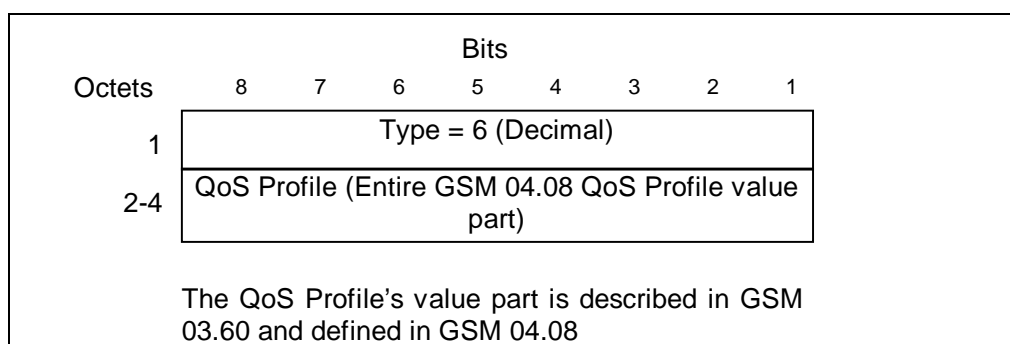 Bits
Octets 8 7 6 5 4 3 2 1
1 Type = 6 (Decimal)
2-4 QoS Profile (Entire GSM 04.08 QoS Profile value
part)
The QoS Profile's value part is described in GSM
03.60 and defined in GSM 04.08